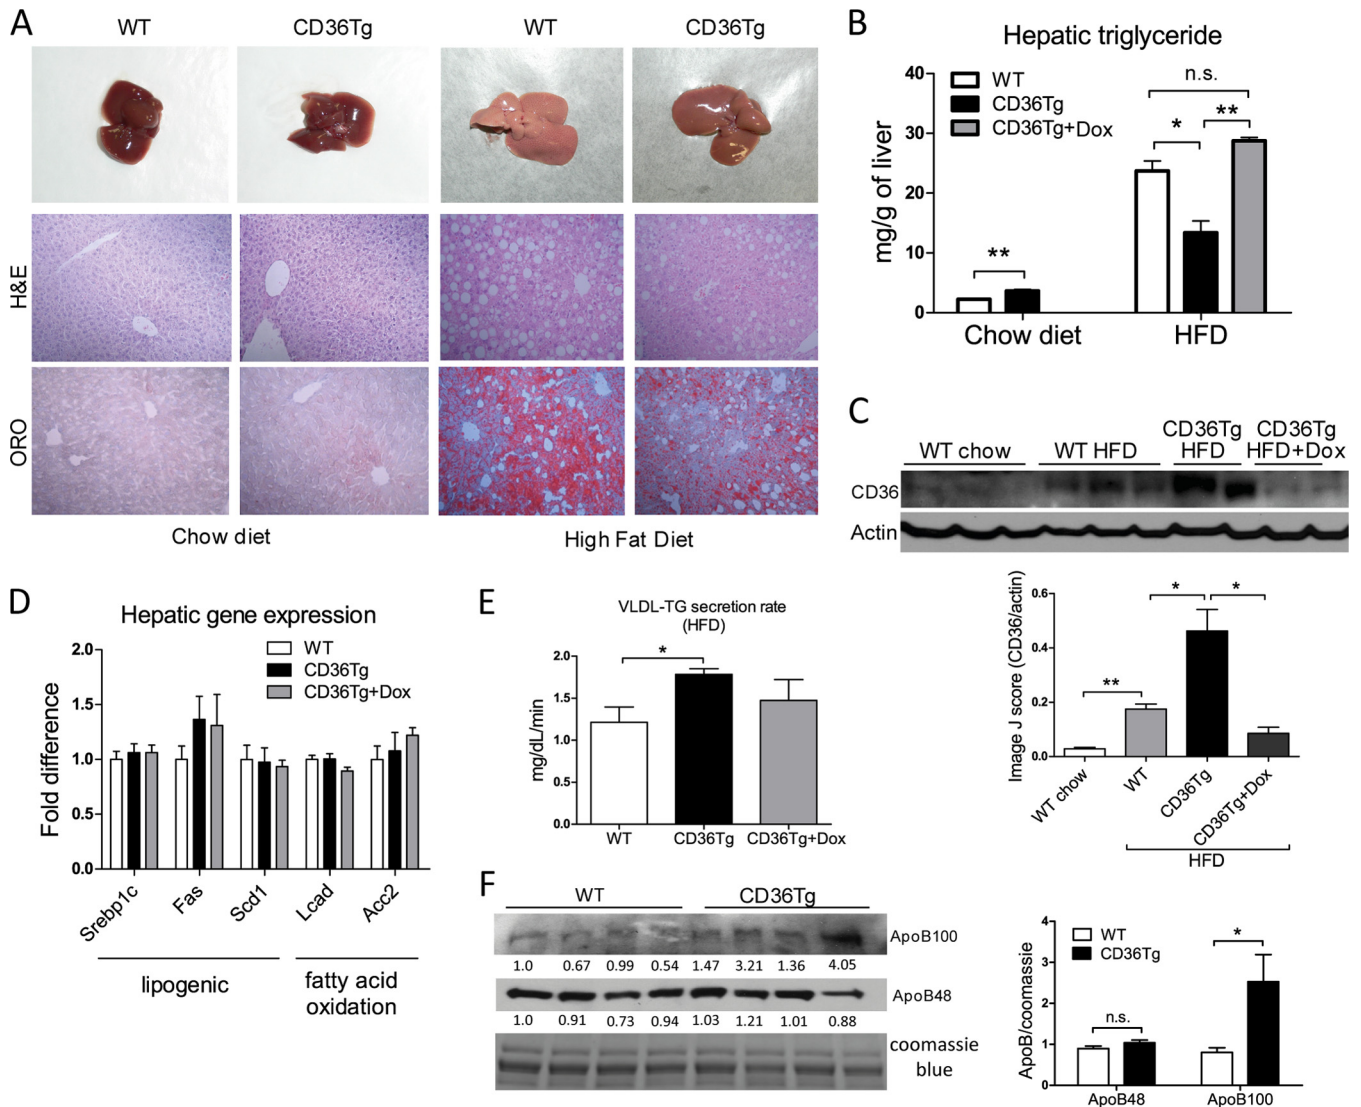 A
WT
CD36Tg
WT
CD36Tg
H&E
ORO
Chow diet
High Fat Diet
B
Hepatic triglyceride
WT
CD36Tg
CD36Tg+Dox
n.s.
*
**
**
mg/g of liver
40
30
20
10
0
Chow diet
HFD
C
WT chow
WT HFD
CD36Tg
HFD
CD36Tg
HFD+Dox
CD36
Actin
Image J score (CD36/actin)
0.6
0.4
0.2
0.0
**
*
*
WT chow
WT
CD36Tg
CD36Tg+Dox
HFD
D
Hepatic gene expression
WT
CD36Tg
CD36Tg+Dox
Fold difference
2.0
1.5
1.0
0.5
0.0
Srebp1c
Fas
Scd1
Lcad
Acc2
lipogenic
fatty acid
oxidation
E
VLDL-TG secretion rate
(HFD)
mg/dL/min
2.0
1.5
1.0
0.5
0.0
*
WT
CD36Tg
CD36Tg+Dox
F
WT
CD36Tg
ApoB100
1.0 0.67 0.99 0.54 1.47 3.21 1.36 4.05
ApoB48
1.0 0.91 0.73 0.94 1.03 1.21 1.01 0.88
coomassie
blue
ApoB/coomassie
4
3
2
1
0
WT
CD36Tg
n.s.
*
ApoB48
ApoB100